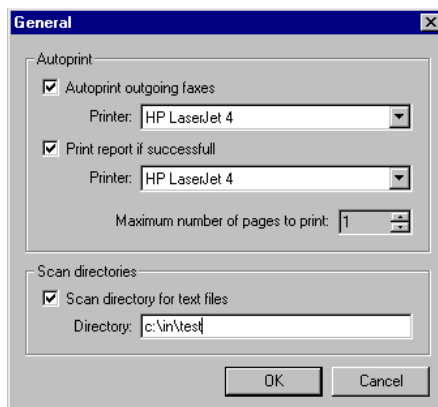 General
Autoprint
Autoprint outgoing faxes
Printer: HP LaserJet 4
Print report if successfull
Printer: HP LaserJet 4
Maximum number of pages to print: 1
Scan directories
Scan directory for text files
Directory: c:\in\test
OK Cancel